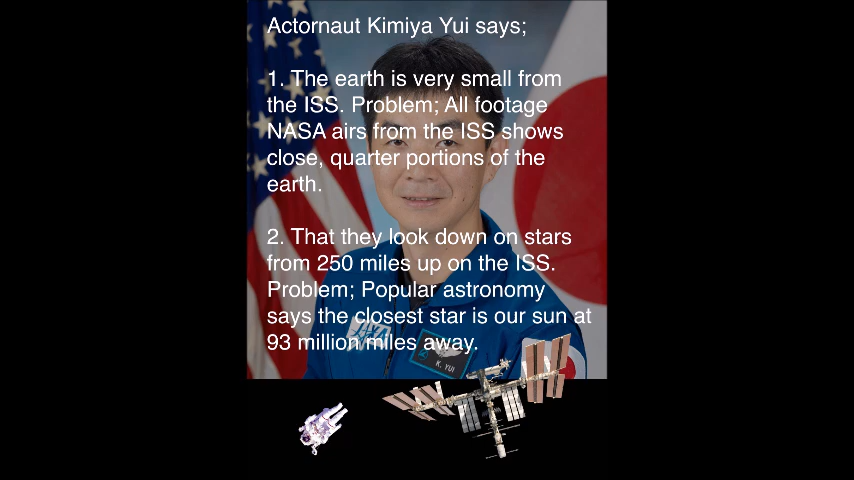 Actornaut Kimiya Yui says;
1. The earth is very small from
the ISS. Problem; All footage
NASA airs from the ISS shows
close, quarter portions of the
earth.
2. That they look down on stars
from 250 miles up on the ISS.
Problem; Popular astronomy
says the closest star is our sun at
93 million miles away.
K. YUI